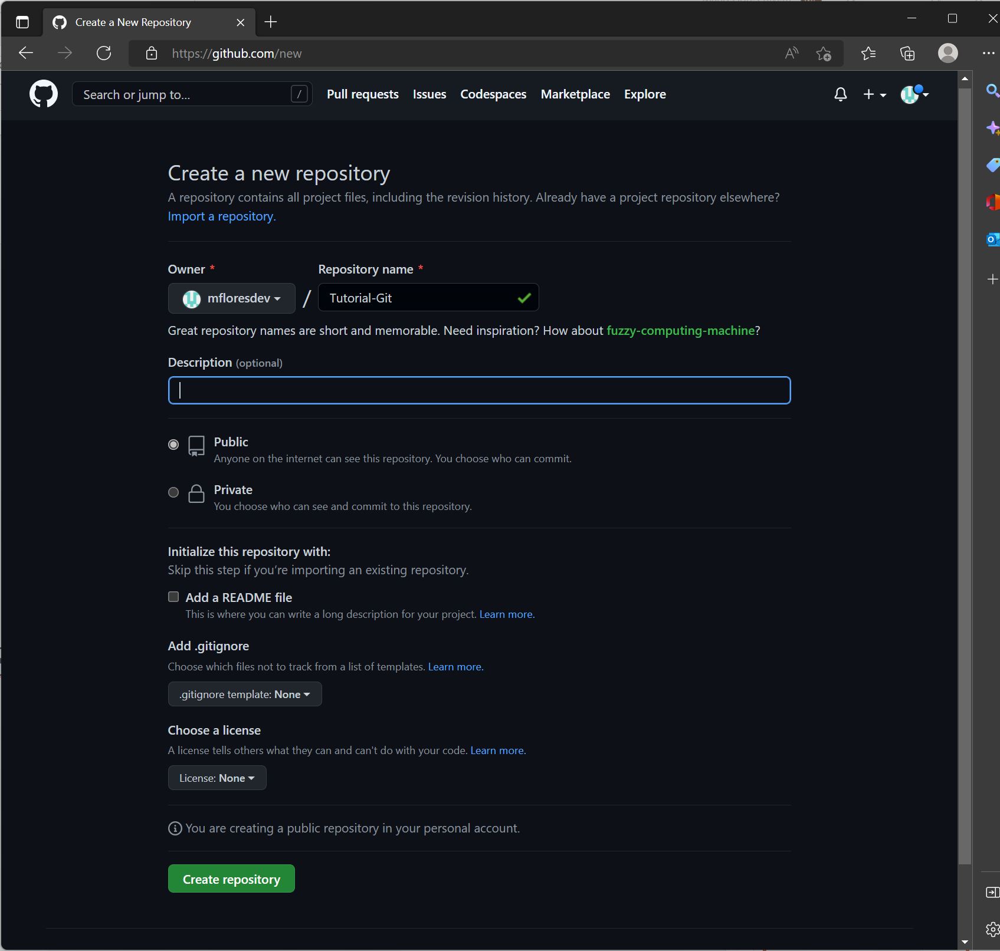 Create a New Repository
https://github.com/new
Search or jump to... /
Pull requests Issues Codespaces Marketplace Explore
Create a new repository
A repository contains all project files, including the revision history. Already have a project repository elsewhere?
Import a repository.
Owner * Repository name *
mfloresdev / Tutorial-Git
Great repository names are short and memorable. Need inspiration? How about fuzzy-computing-machine?
Description (optional)
Public
Anyone on the internet can see this repository. You choose who can commit.
Private
You choose who can see and commit to this repository.
Initialize this repository with:
Skip this step if you’re importing an existing repository.
Add a README file
This is where you can write a long description for your project. Learn more.
Add .gitignore
Choose which files not to track from a list of templates. Learn more.
.gitignore template: None
Choose a license
A license tells others what they can and can't do with your code. Learn more.
License: None
You are creating a public repository in your personal account.
Create repository